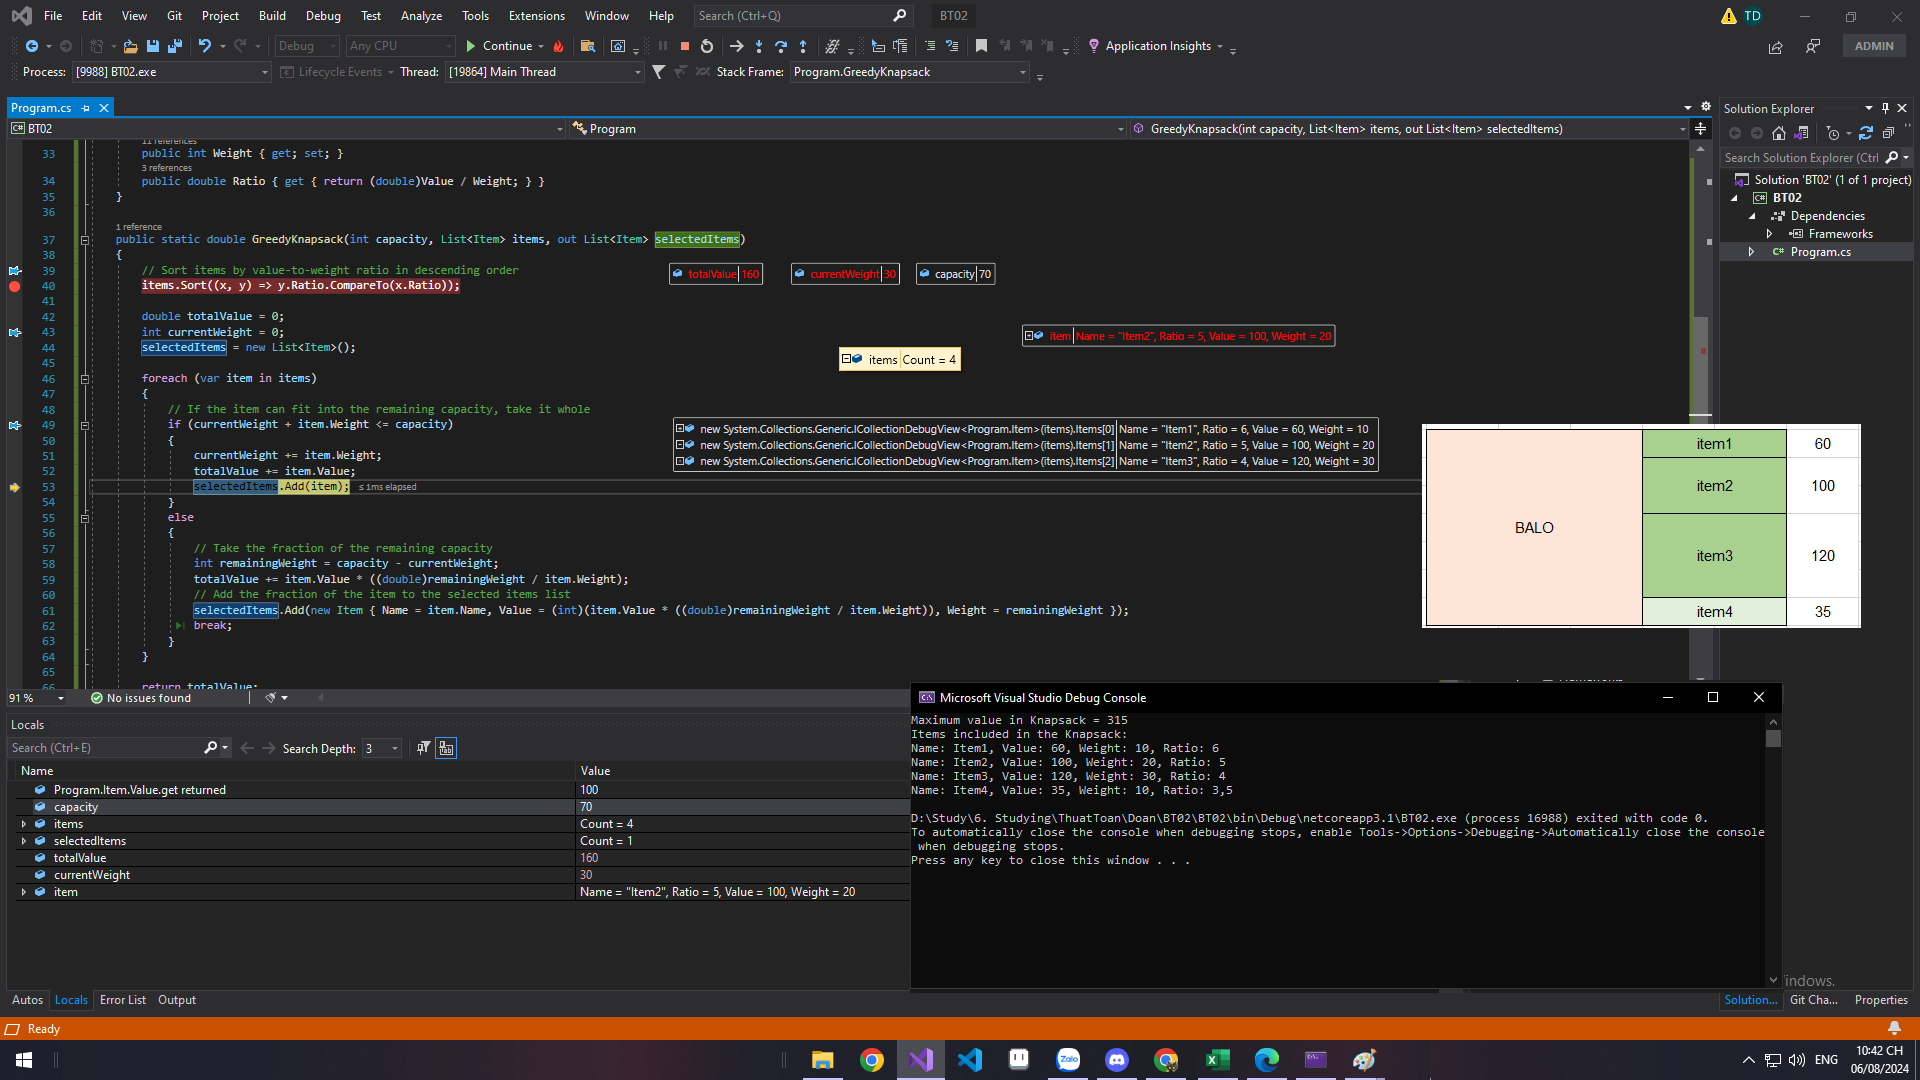 File Edit View Git Project Build Debug Test Analyze Tools Extensions Window Help Search (Ctrl+Q) BT02 TD
Debug Any CPU Continue Application Insights ADMIN
Process: [9988] BT02.exe Lifecycle Events Thread: [19864] Main Thread Stack Frame: Program.GreedyKnapsack
Program.cs
C# BT02 Program GreedyKnapsack(int capacity, List<Item> items, out List<Item> selectedItems)
11 references
33 public int Weight { get; set; }
3 references
34 public double Ratio { get { return (double)Value / Weight; } }
35 }
36
1 reference
37 public static double GreedyKnapsack(int capacity, List<Item> items, out List<Item> selectedItems)
38 {
39 // Sort items by value-to-weight ratio in descending order
40 items.Sort((x, y) => y.Ratio.CompareTo(x.Ratio));
41
42 double totalValue = 0;
43 int currentWeight = 0;
44 selectedItems = new List<Item>();
45
46 foreach (var item in items)
47 {
48 // If the item can fit into the remaining capacity, take it whole
49 if (currentWeight + item.Weight <= capacity)
50 {
51 currentWeight += item.Weight;
52 totalValue += item.Value;
53 selectedItems.Add(item); ≤ 1ms elapsed
54 }
55 else
56 {
57 // Take the fraction of the remaining capacity
58 int remainingWeight = capacity - currentWeight;
59 totalValue += item.Value * ((double)remainingWeight / item.Weight);
60 // Add the fraction of the item to the selected items list
61 selectedItems.Add(new Item { Name = item.Name, Value = (int)(item.Value * ((double)remainingWeight / item.Weight)), Weight = remainingWeight });
62 break;
63 }
64 }
65
66 return totalValue;
totalValue 160 currentWeight 30 capacity 70
item Name = "Item2", Ratio = 5, Value = 100, Weight = 20
items Count = 4
new System.Collections.Generic.ICollectionDebugView<Program.Item>(items).Items[0] Name = "Item1", Ratio = 6, Value = 60, Weight = 10
new System.Collections.Generic.ICollectionDebugView<Program.Item>(items).Items[1] Name = "Item2", Ratio = 5, Value = 100, Weight = 20
new System.Collections.Generic.ICollectionDebugView<Program.Item>(items).Items[2] Name = "Item3", Ratio = 4, Value = 120, Weight = 30
BALO
item1 60
item2 100
item3 120
item4 35
91 % No issues found
Solution Explorer
Search Solution Explorer (Ctrl
Solution 'BT02' (1 of 1 project)
C# BT02
Dependencies
Frameworks
C# Program.cs
Locals
Search (Ctrl+E) Search Depth: 3
Name Value
Program.Item.Value.get returned 100
capacity 70
items Count = 4
selectedItems Count = 1
totalValue 160
currentWeight 30
item Name = "Item2", Ratio = 5, Value = 100, Weight = 20
Autos Locals Error List Output
Microsoft Visual Studio Debug Console
Maximum value in Knapsack = 315
Items included in the Knapsack:
Name: Item1, Value: 60, Weight: 10, Ratio: 6
Name: Item2, Value: 100, Weight: 20, Ratio: 5
Name: Item3, Value: 120, Weight: 30, Ratio: 4
Name: Item4, Value: 35, Weight: 10, Ratio: 3,5
D:\Study\6. Studying\ThuatToan\Doan\BT02\BT02\bin\Debug\netcoreapp3.1\BT02.exe (process 16988) exited with code 0.
To automatically close the console when debugging stops, enable Tools->Options->Debugging->Automatically close the console
when debugging stops.
Press any key to close this window . . .
indows.
Solution... Git Cha... Properties
Ready
Zalo
ENG
10:42 CH
06/08/2024